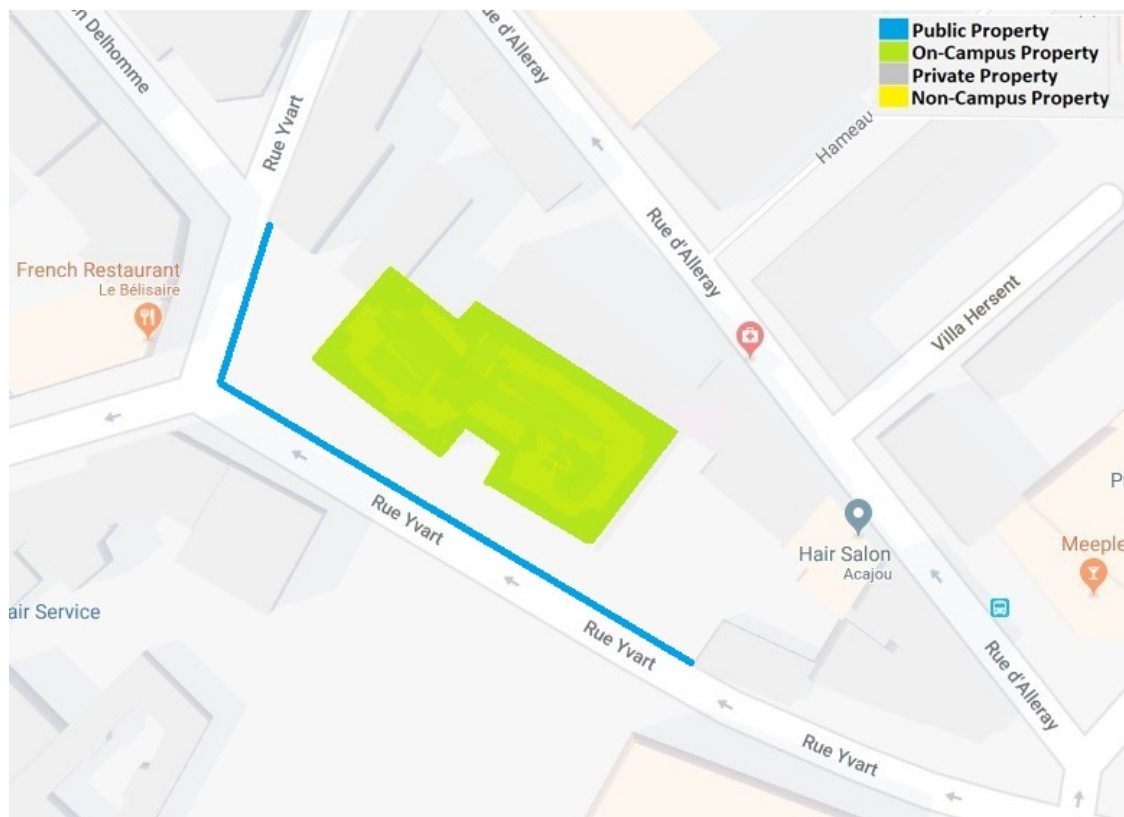 Public Property
On-Campus Property
Private Property
Non-Campus Property
Delhomme
Rue Yvart
Rue d'Alleray
Hameau
Rue d'Alleray
French Restaurant
Le Bélisaire
Villa Hersent
Rue Yvart
Hair Salon
Acajou
Meeple
air Service
Rue Yvart
Rue d'Alleray
Rue Yvart